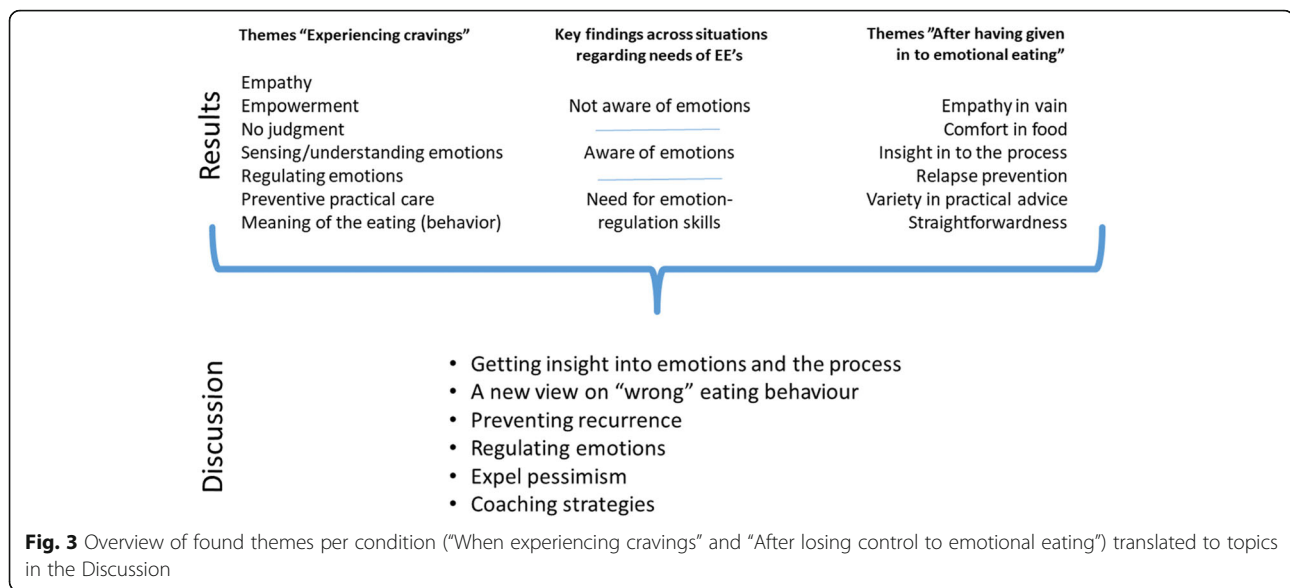 Themes “Experiencing cravings”
Empathy
Empowerment
No judgment
Sensing/understanding emotions
Regulating emotions
Preventive practical care
Meaning of the eating (behavior)
Key findings across situations
regarding needs of EE’s
Not aware of emotions
Aware of emotions
Need for emotion-
regulation skills
Themes ”After having given
in to emotional eating”
Empathy in vain
Comfort in food
Insight in to the process
Relapse prevention
Variety in practical advice
Straightforwardness
Results
Discussion
• Getting insight into emotions and the process
• A new view on “wrong” eating behaviour
• Preventing recurrence
• Regulating emotions
• Expel pessimism
• Coaching strategies
Fig. 3 Overview of found themes per condition (“When experiencing cravings” and “After losing control to emotional eating”) translated to topics
in the Discussion